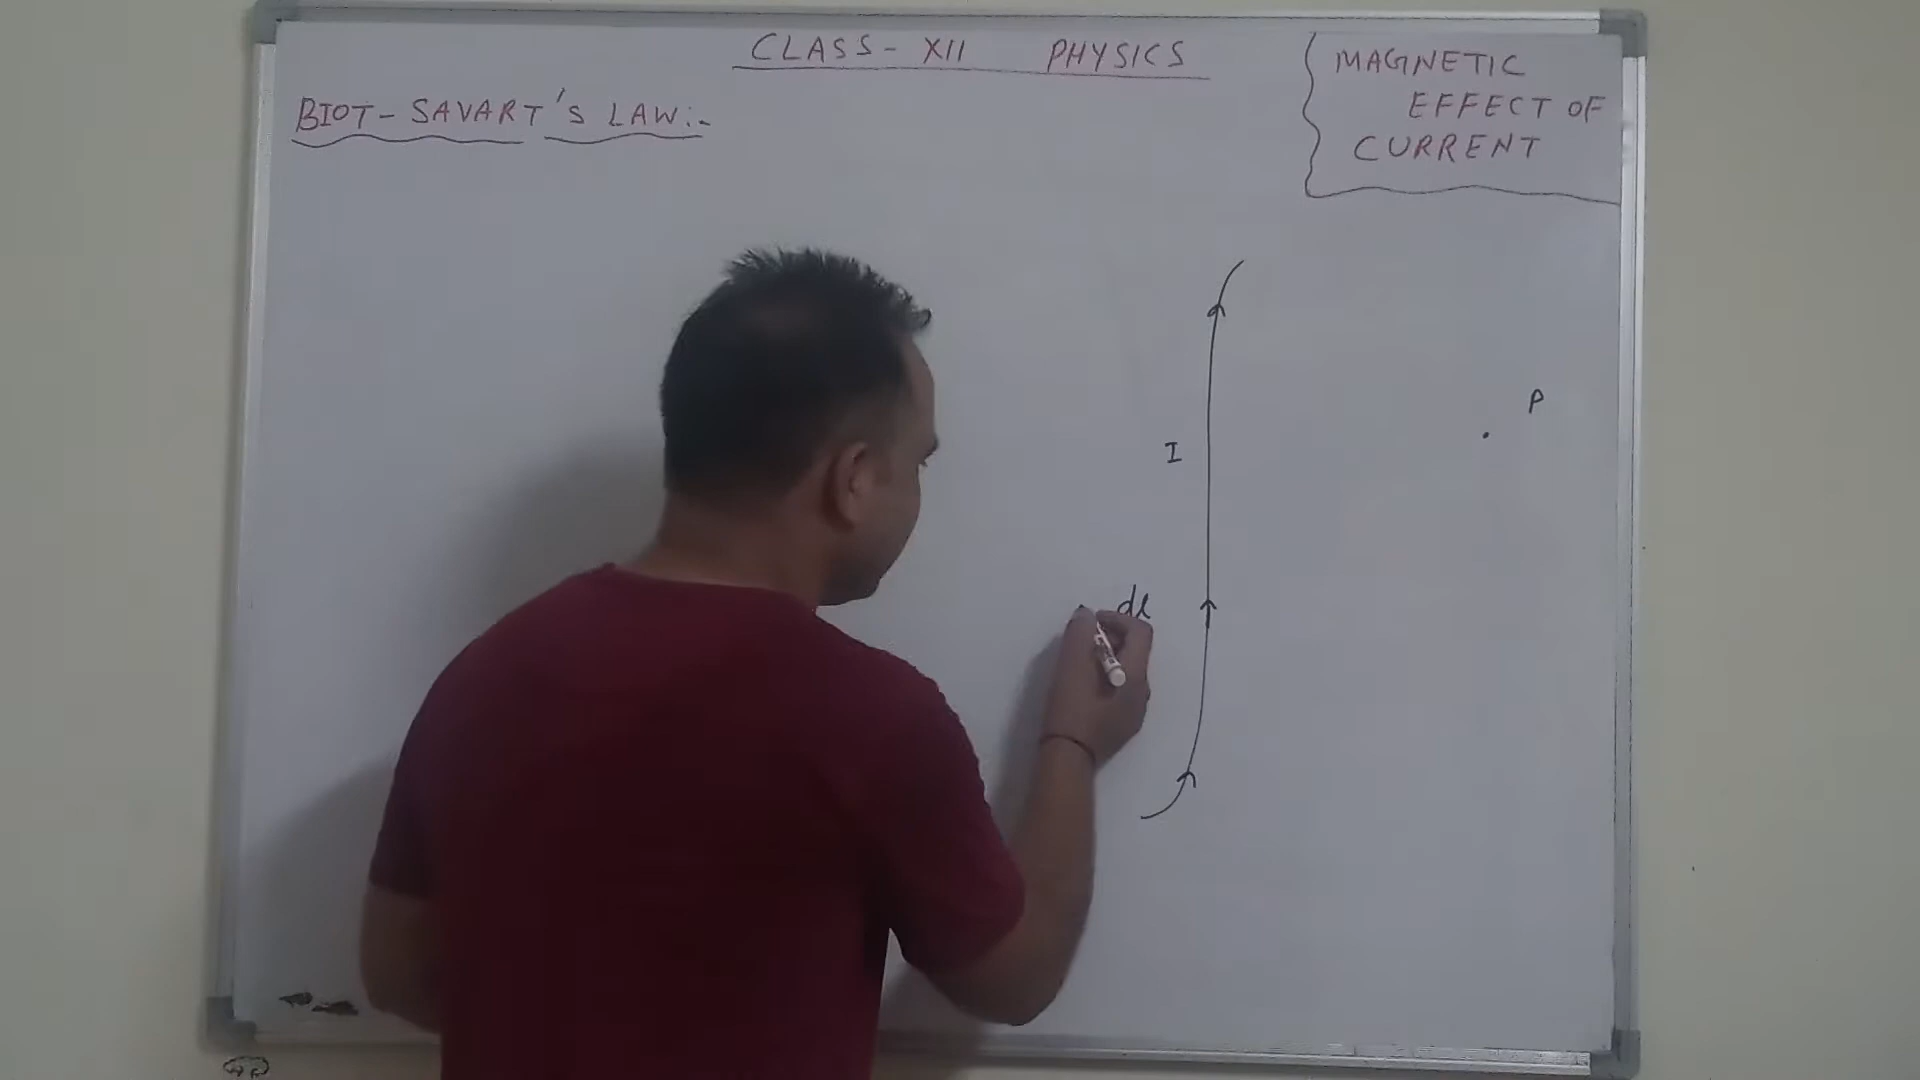 CLASS- XII PHYSICS
MAGNETIC
EFFECT OF
CURRENT
BIOT-SAVART'S LAW:-
P
I
dl